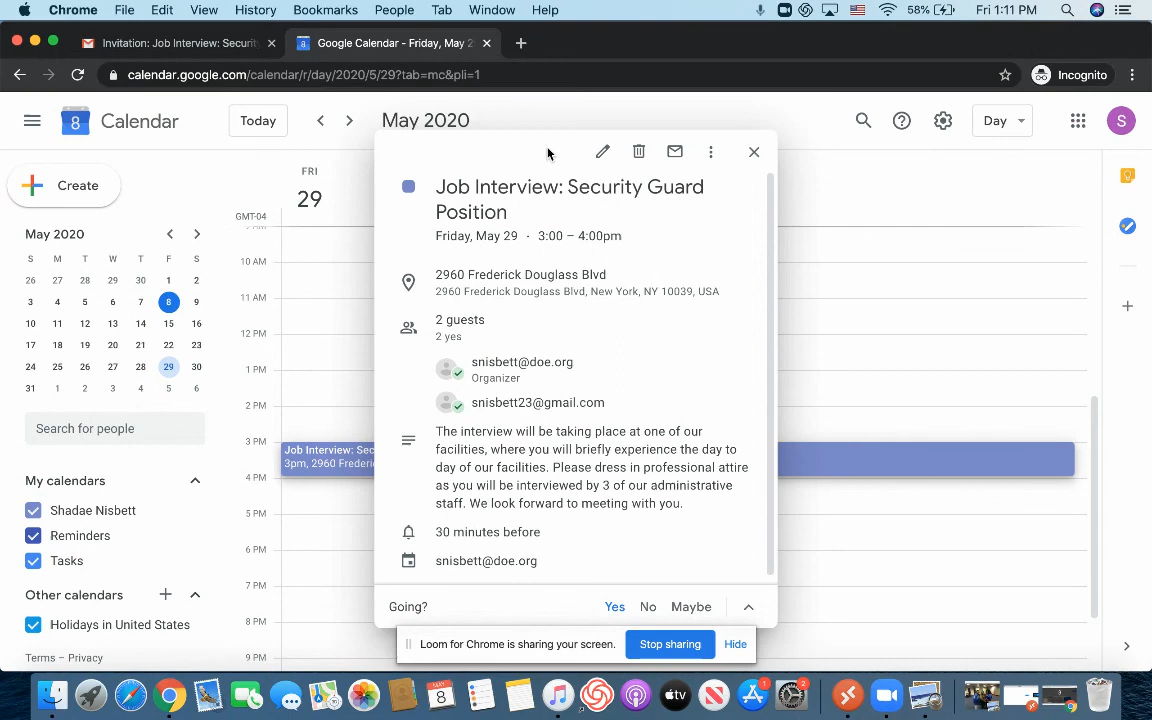 Chrome File Edit View History Bookmarks People Tab Window Help 58% Fri 1:11 PM
Invitation: Job Interview: Securit
Google Calendar - Friday, May 2
calendar.google.com/calendar/r/day/2020/5/29?tab=mc&pli=1
Incognito
8 Calendar Today May 2020 Day S
Create
FRI
29
GMT-04
May 2020
S M T W T F S
26 27 28 29 30 1 2
3 4 5 6 7 8 9
10 11 12 13 14 15 16
17 18 19 20 21 22 23
24 25 26 27 28 29 30
31 1 2 3 4 5 6
Search for people
My calendars
Shadae Nisbett
Reminders
Tasks
Other calendars
Holidays in United States
Terms – Privacy
10 AM
11 AM
12 PM
1 PM
2 PM
3 PM
4 PM
5 PM
6 PM
7 PM
8 PM
9 PM
Job Interview: Sec
3pm, 2960 Frederi
Job Interview: Security Guard
Position
Friday, May 29 · 3:00 – 4:00pm
2960 Frederick Douglass Blvd
2960 Frederick Douglass Blvd, New York, NY 10039, USA
2 guests
2 yes
snisbett@doe.org
Organizer
snisbett23@gmail.com
The interview will be taking place at one of our
facilities, where you will briefly experience the day to
day of our facilities. Please dress in professional attire
as you will be interviewed by 3 of our administrative
staff. We look forward to meeting with you.
30 minutes before
snisbett@doe.org
Going? Yes No Maybe
Loom for Chrome is sharing your screen. Stop sharing Hide
MAY
8
tv
1
2